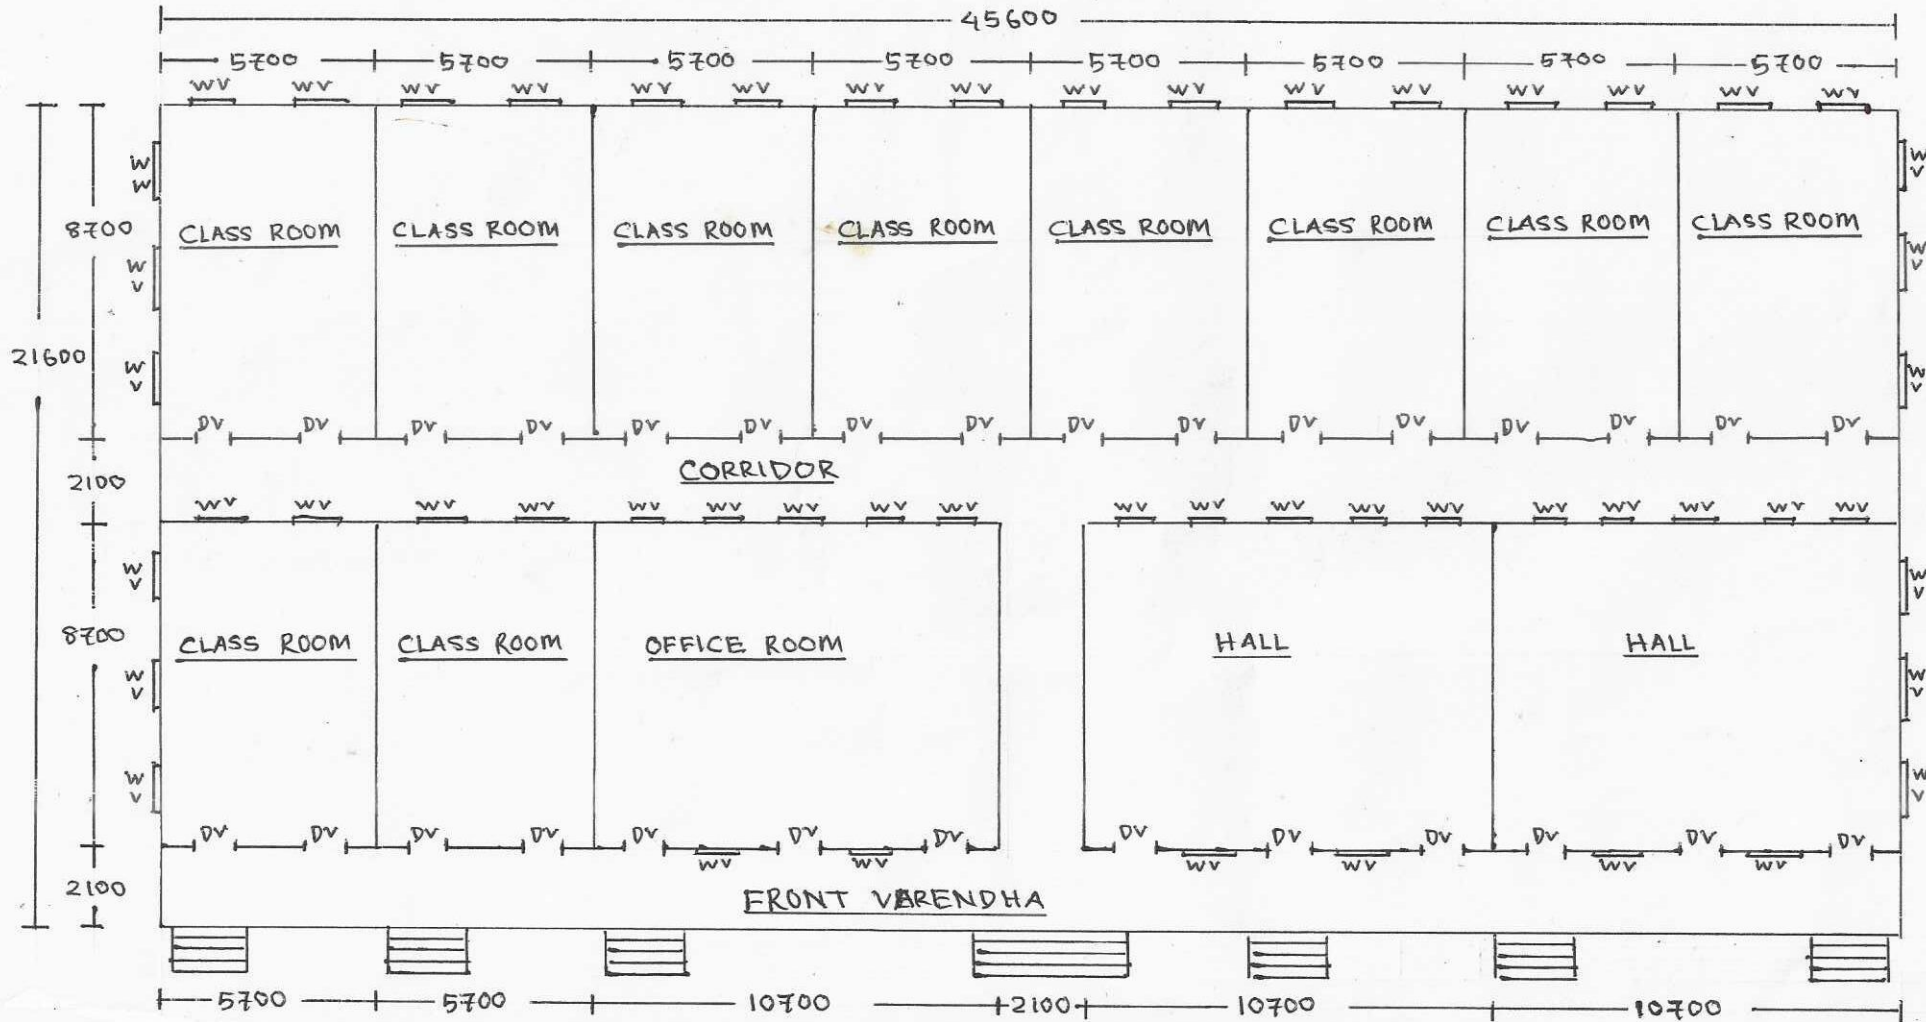 45600
5700 5700 5700 5700 5700 5700 5700 5700
WV WV WV WV WV WV WV WV WV WV WV WV WV WV WV WV
W W W V
8700 CLASS ROOM CLASS ROOM CLASS ROOM CLASS ROOM CLASS ROOM CLASS ROOM CLASS ROOM CLASS ROOM
W V W V
21600
W V W V
DV DV DV DV DV DV DV DV DV DV DV DV DV DV DV DV
2100 CORRIDOR
WV WV WV WV WV WV WV WV WV WV WV WV WV WV WV WV WV WV WV
W V W V
8700 CLASS ROOM CLASS ROOM OFFICE ROOM HALL HALL
W V W V
W V W V
DV DV DV DV DV DV DV DV DV DV DV DV DV
WV WV WV WV WV WV
2100 FRONT VARENDHA
5700 5700 10700 2100 10700 10700